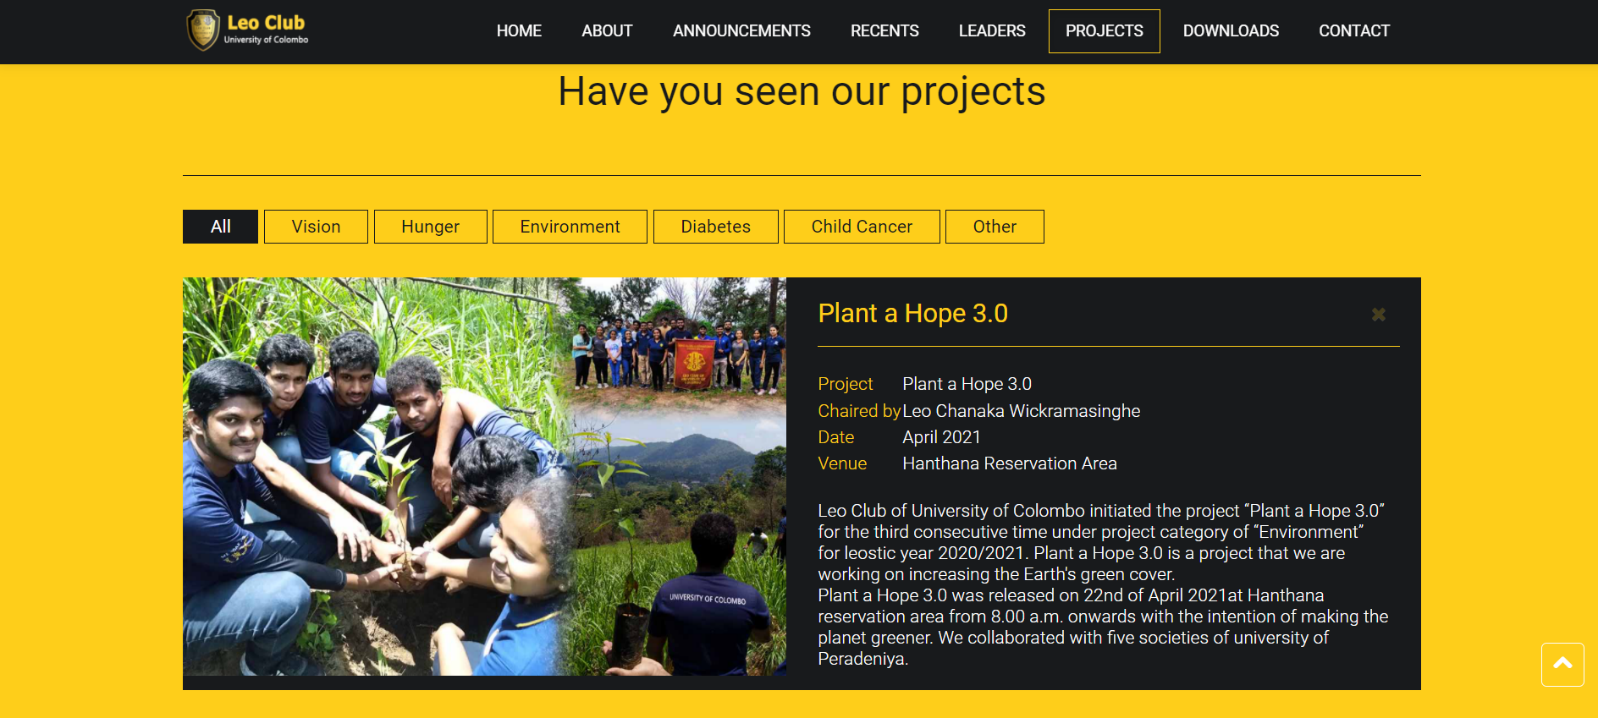 Leo Club
University of Colombo
HOME ABOUT ANNOUNCEMENTS RECENTS LEADERS PROJECTS DOWNLOADS CONTACT
Have you seen our projects
All Vision Hunger Environment Diabetes Child Cancer Other
Plant a Hope 3.0
Project Plant a Hope 3.0
Chaired by Leo Chanaka Wickramasinghe
Date April 2021
Venue Hanthana Reservation Area
Leo Club of University of Colombo initiated the project “Plant a Hope 3.0”
for the third consecutive time under project category of “Environment”
for leostic year 2020/2021. Plant a Hope 3.0 is a project that we are
working on increasing the Earth's green cover.
Plant a Hope 3.0 was released on 22nd of April 2021at Hanthana
reservation area from 8.00 a.m. onwards with the intention of making the
planet greener. We collaborated with five societies of university of
Peradeniya.
UNIVERSITY OF COLOMBO